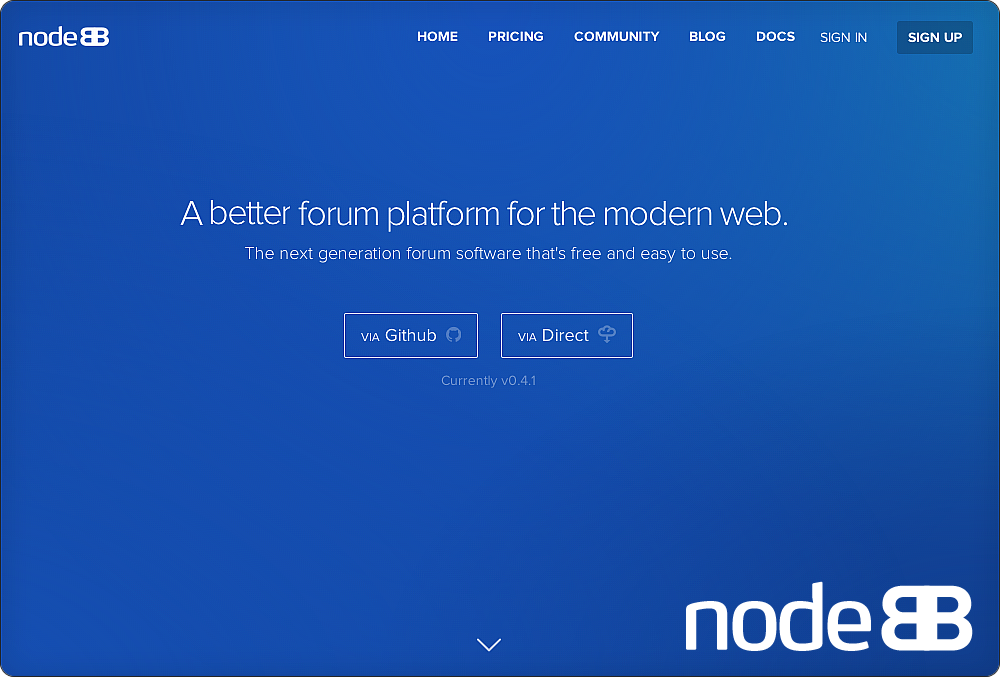 nodeBB HOME PRICING COMMUNITY BLOG DOCS SIGN IN SIGN UP
A better forum platform for the modern web.
The next generation forum software that's free and easy to use.
VIA Github VIA Direct
Currently v0.4.1
nodeBB